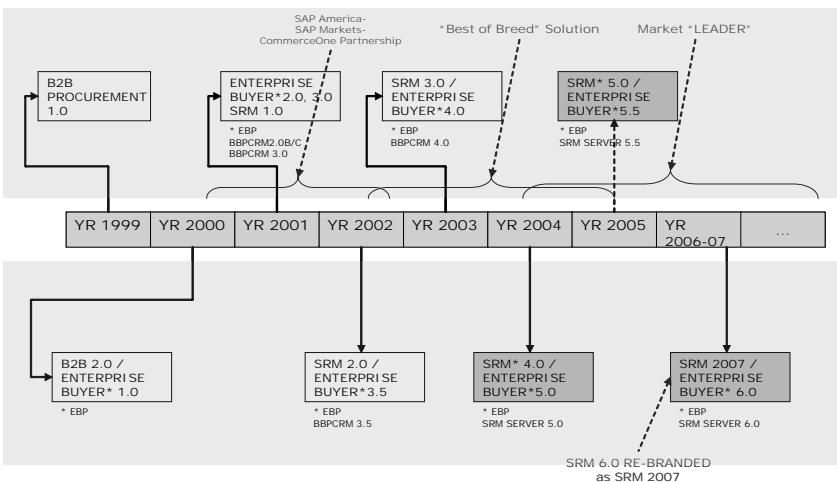 SAP America-
SAP Markets-
CommerceOne Partnership
"Best of Breed" Solution
Market "LEADER"
B2B
PROCUREMENT
1.0
ENTERPRISE
BUYER*2.0, 3.0
SRM 1.0
* EBP
BBPCRM2.0B/C
BBPCRM 3.0
SRM 3.0 /
ENTERPRISE
BUYER*4.0
* EBP
BBPCRM 4.0
SRM* 5.0 /
ENTERPRISE
BUYER*5.5
* EBP
SRM SERVER 5.5
YR 1999
YR 2000
YR 2001
YR 2002
YR 2003
YR 2004
YR 2005
YR
2006-07
...
B2B 2.0 /
ENTERPRISE
BUYER* 1.0
* EBP
SRM 2.0 /
ENTERPRISE
BUYER*3.5
* EBP
BBPCRM 3.5
SRM* 4.0 /
ENTERPRISE
BUYER*5.0
* EBP
SRM SERVER 5.0
SRM 2007 /
ENTERPRISE
BUYER* 6.0
* EBP
SRM SERVER 6.0
SRM 6.0 RE-BRANDED
as SRM 2007